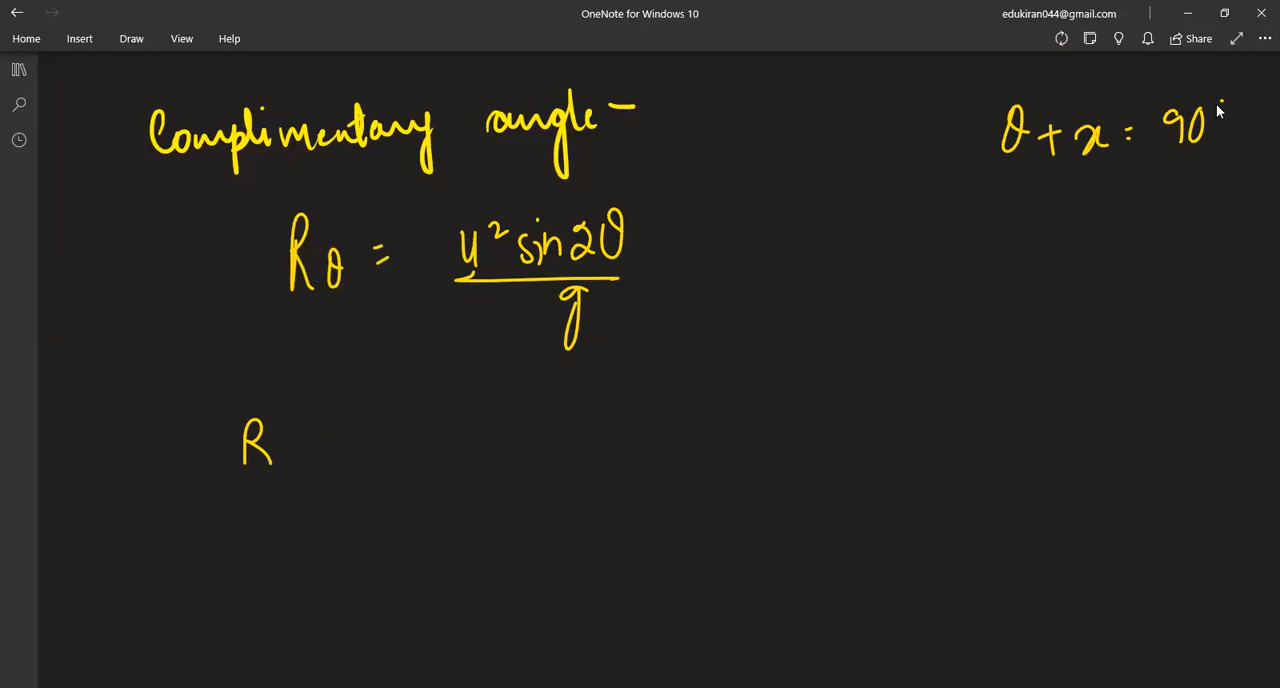 OneNote for Windows 10
edukiran044@gmail.com
Home Insert Draw View Help
Share
Complimentary angle –
θ + x = 90°
Rθ = u² sin2θ / g
R